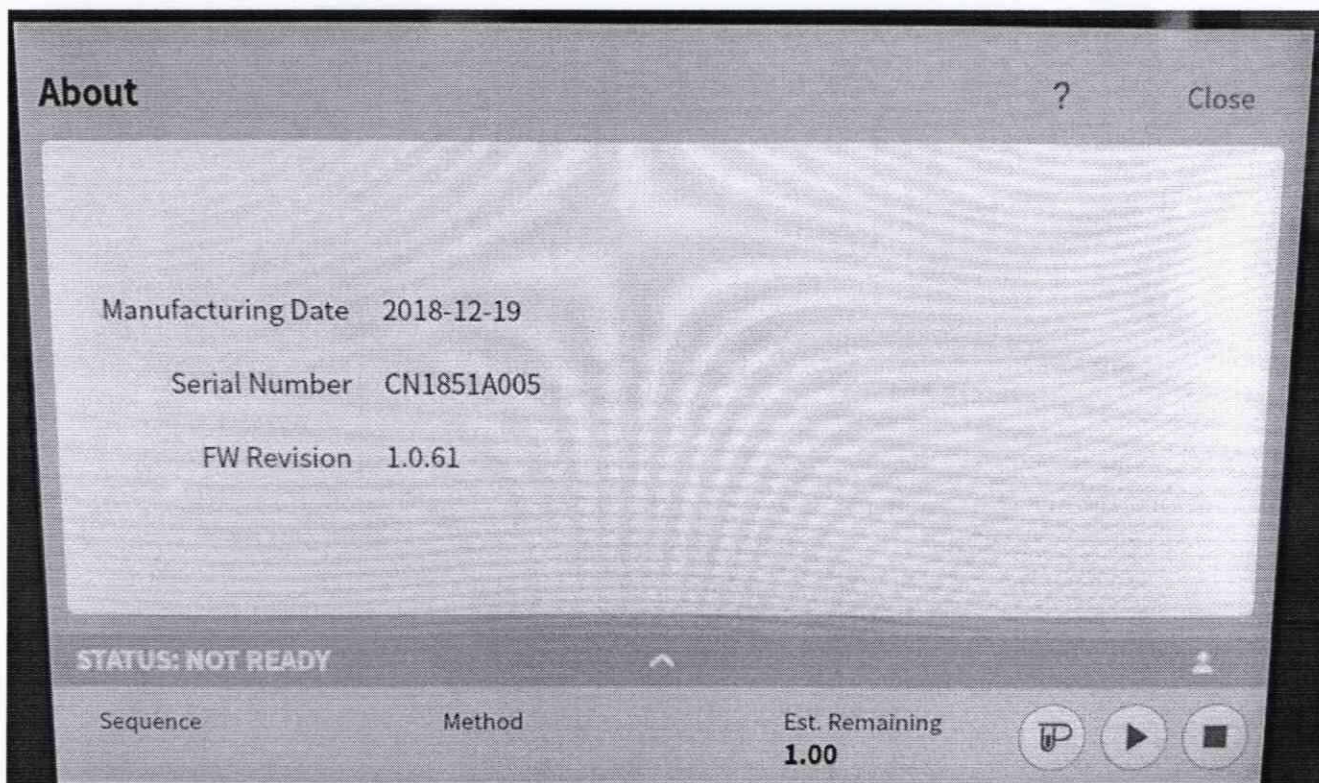 About ? Close
Manufacturing Date 2018-12-19
Serial Number CN1851A005
FW Revision 1.0.61
STATUS: NOT READY
Sequence Method Est. Remaining
1.00